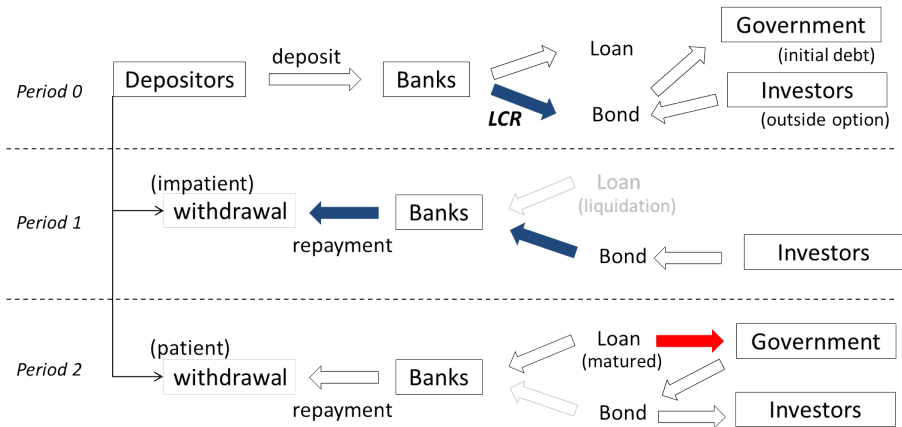 Period 0
Depositors
deposit
Banks
LCR
Loan
Bond
Government
(initial debt)
Investors
(outside option)
Period 1
(impatient)
withdrawal
repayment
Banks
Loan
(liquidation)
Bond
Investors
Period 2
(patient)
withdrawal
repayment
Banks
Loan
(matured)
Bond
Government
Investors